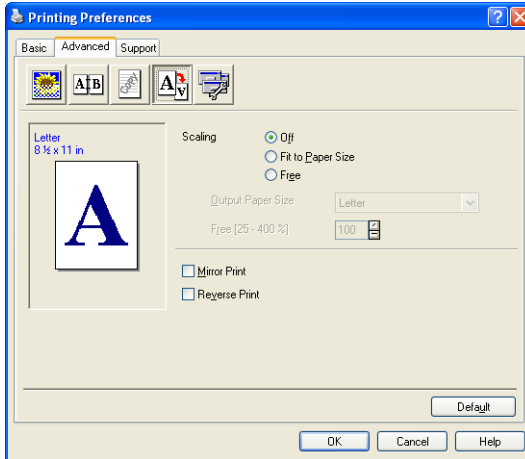 Printing Preferences
Basic Advanced Support
A B
Copy
A
Letter
8 ½ x 11 in
A
Scaling
Off
Fit to Paper Size
Free
Output Paper Size Letter
Free [25 - 400 %] 100
Mirror Print
Reverse Print
Default
OK Cancel Help